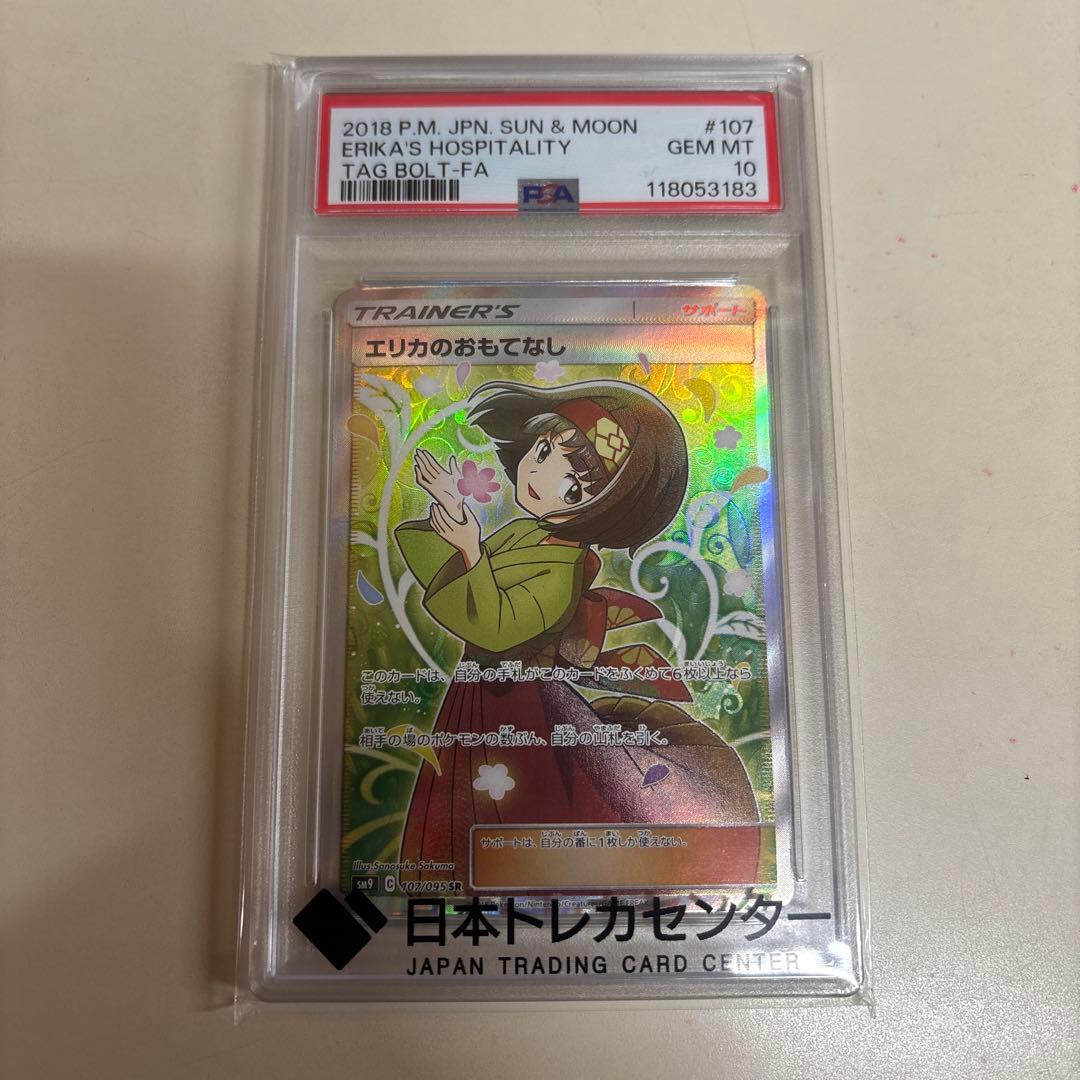 2018 P.M. JPN. SUN & MOON #107
ERIKA'S HOSPITALITY GEM MT
TAG BOLT-FA 10
118053183
PSA
TRAINER'S サポート
エリカのおもてなし
このカードは、自分の手札がこのカードをふくめて6枚以上なら
使えない。
相手の場のポケモンの数ぶん、自分の山札を引く。
サポートは、自分の番に1枚しか使えない。
Illus. Sanosuke Sakuma
SM9 C 107/095 SR
日本トレカセンター
JAPAN TRADING CARD CENTER